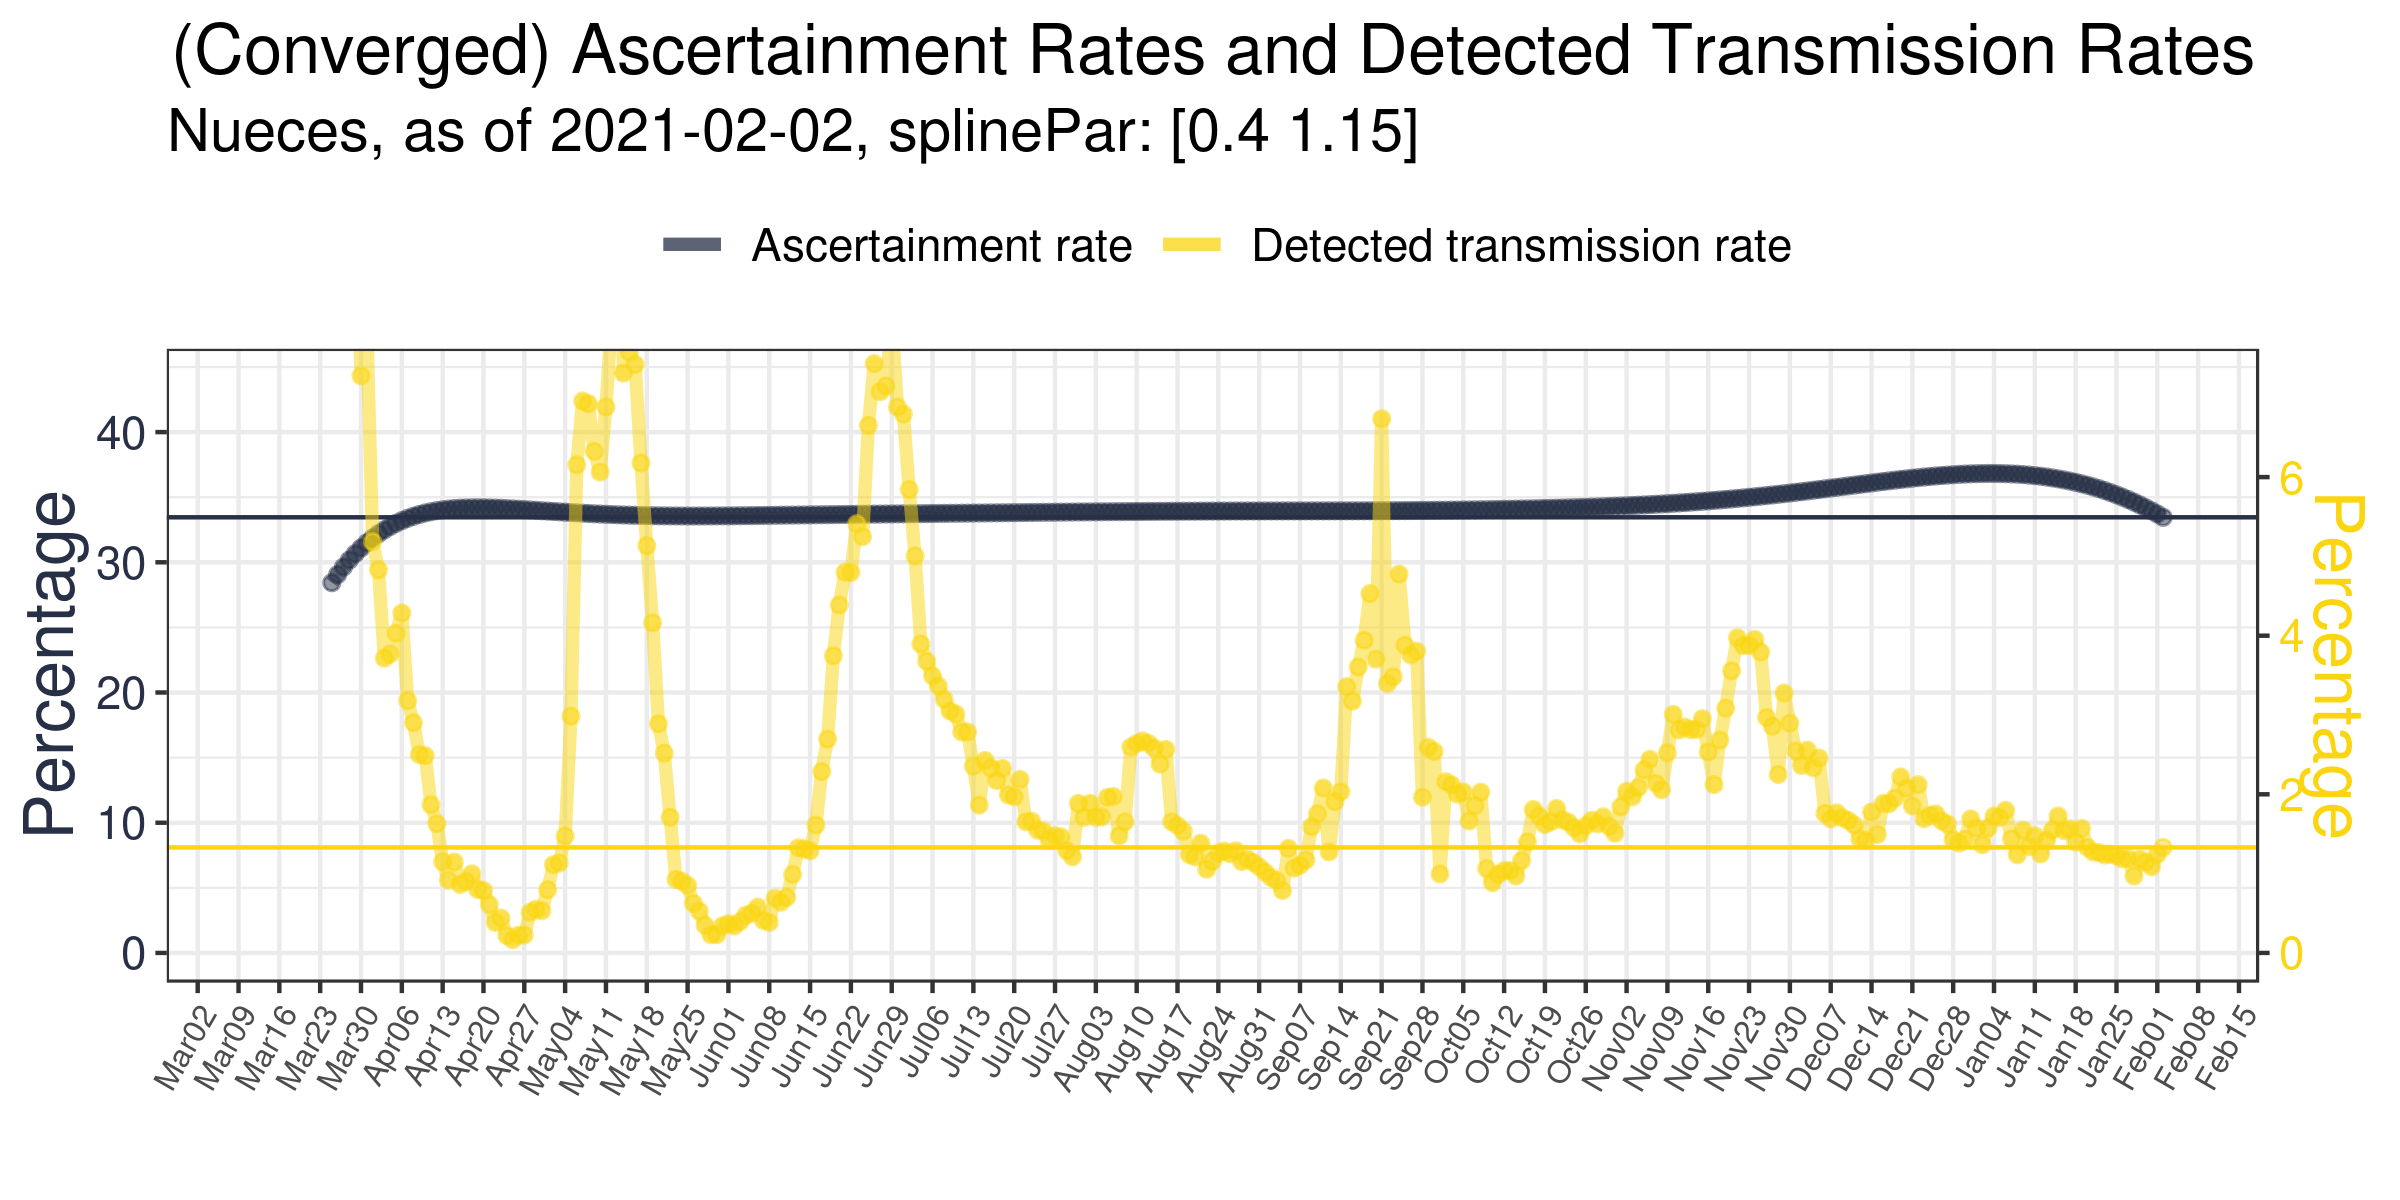 (Converged) Ascertainment Rates and Detected Transmission Rates
Nueces, as of 2021-02-02, splinePar: [0.4 1.15]
Ascertainment rate
Detected transmission rate
Percentage
40
30
20
10
0
6
4
2
0
Percentage
Mar02
Mar09
Mar16
Mar23
Mar30
Apr06
Apr13
Apr20
Apr27
May04
May11
May18
May25
Jun01
Jun08
Jun15
Jun22
Jun29
Jul06
Jul13
Jul20
Jul27
Aug03
Aug10
Aug17
Aug24
Aug31
Sep07
Sep14
Sep21
Sep28
Oct05
Oct12
Oct19
Oct26
Nov02
Nov09
Nov16
Nov23
Nov30
Dec07
Dec14
Dec21
Dec28
Jan04
Jan11
Jan18
Jan25
Feb01
Feb08
Feb15